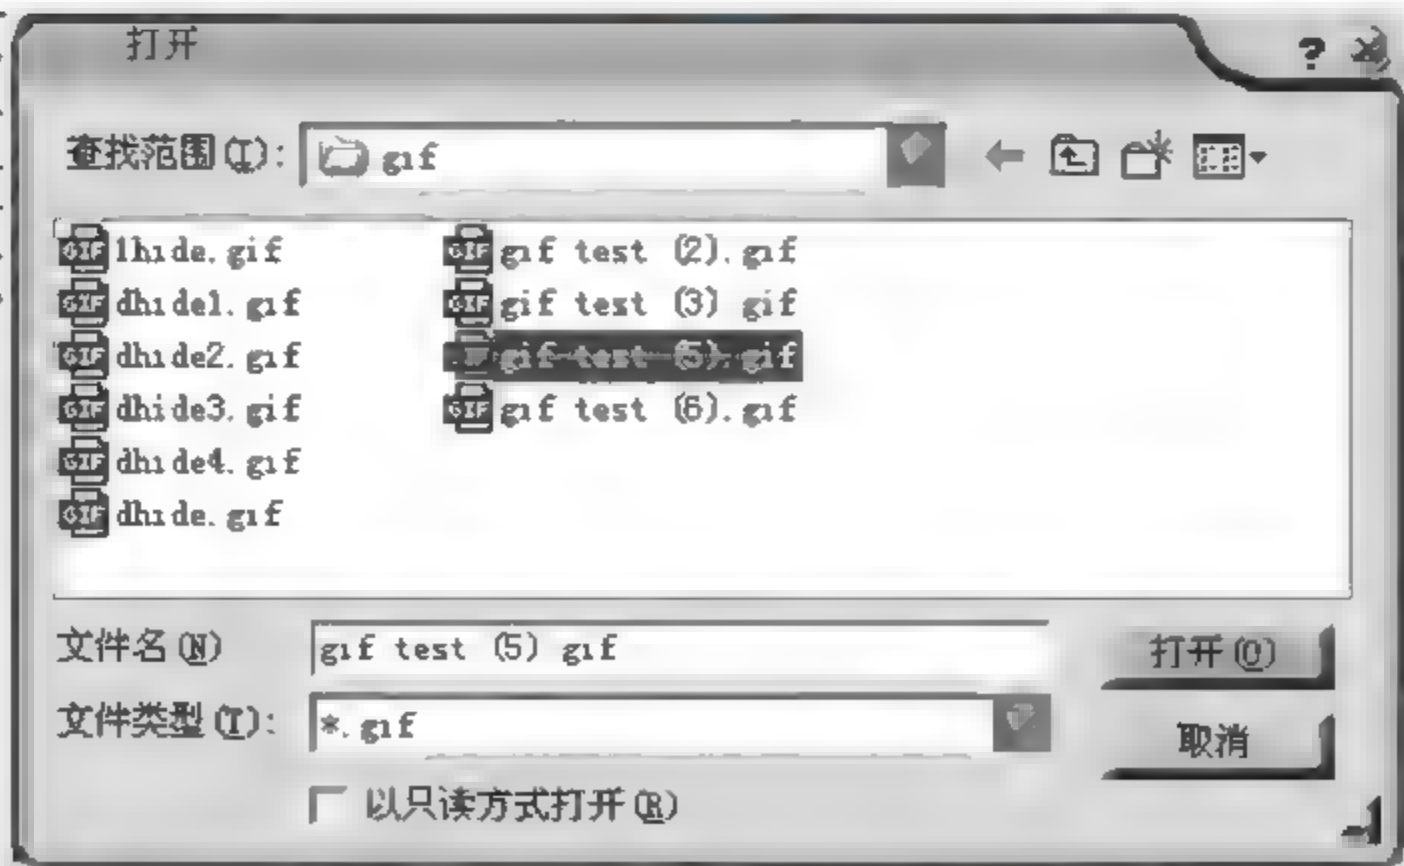 打开
查找范围(I): gif
1hide.gif
dhide1.gif
dhide2.gif
dhide3.gif
dhide4.gif
dhide.gif
gif test (2).gif
gif test (3) gif
gif test (5).gif
gif test (6).gif
文件名(N) gif test (5) gif
打开(O)
文件类型(T): *.gif
取消
以只读方式打开(R)